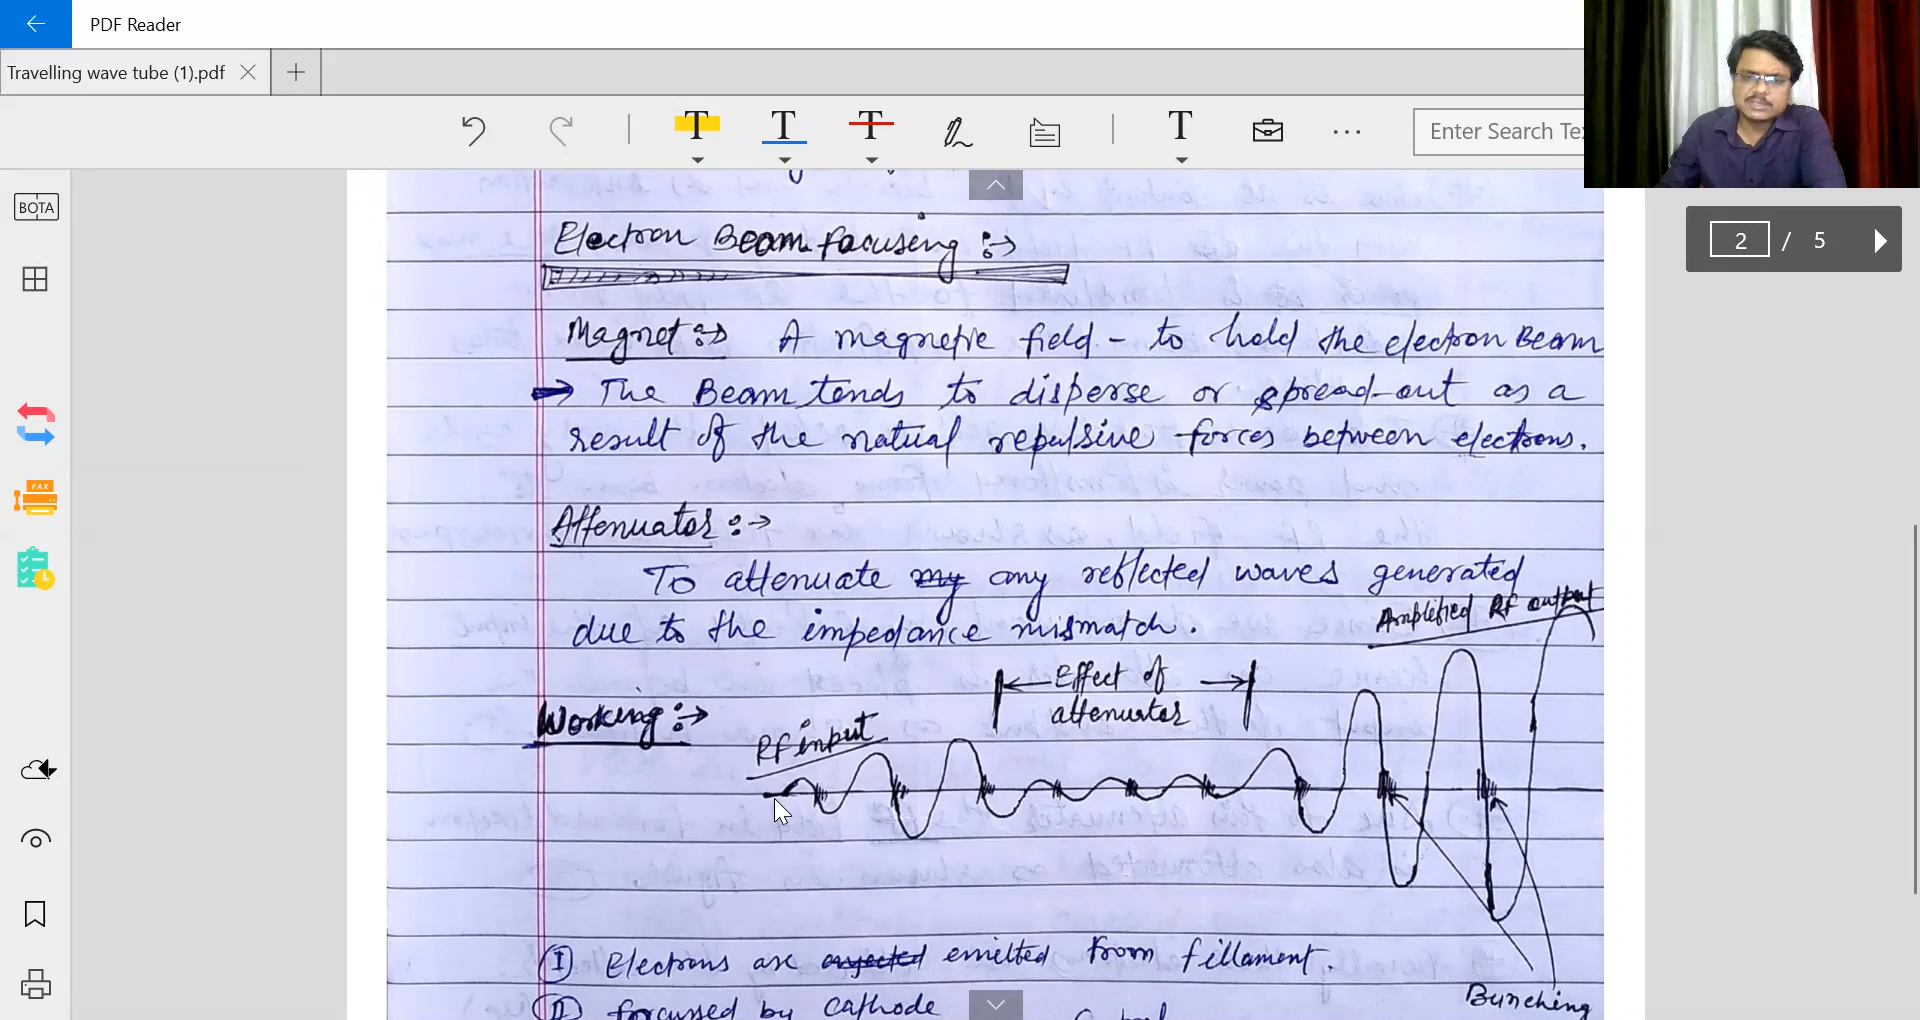 PDF Reader
Travelling wave tube (1).pdf
Enter Search Te
BOTA
2 / 5
FAX
Electron Beam focuseng :→
Magnet :→ A magnetic field - to hold the electron Beam
→ The Beam tends to disperse or spread-out as a
result of the natual repulsive forces between electrons.
Attenuator :→
To attenuate my any reflected waves generated
due to the impedance mismatch.
Amplified RF output
Effect of
attenuator
Working :→
RF input
(I) Electrons are emitted from fillament.
Bunching
(II) focussed by cathode